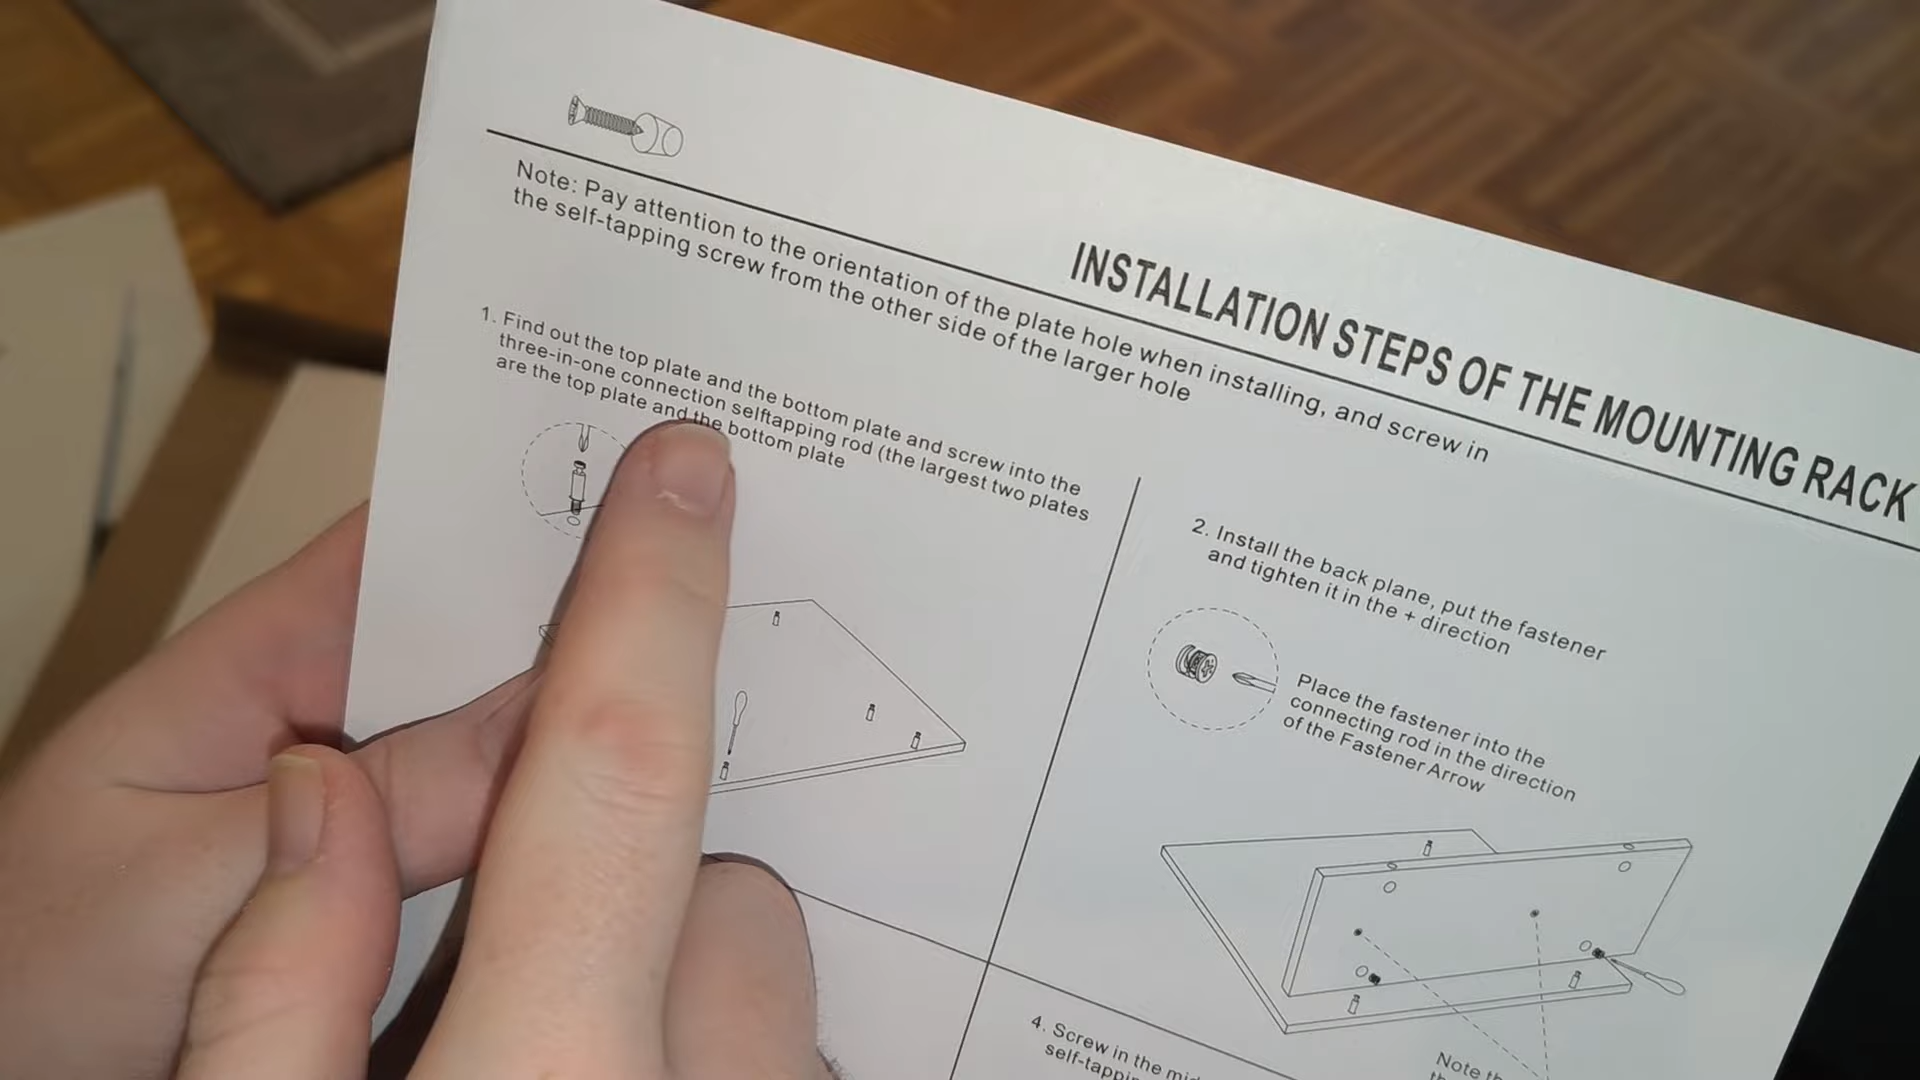 INSTALLATION STEPS OF THE MOUNTING RACK
Note: Pay attention to the orientation of the plate hole when installing, and screw in
the self-tapping screw from the other side of the larger hole
1. Find out the top plate and the bottom plate and screw into the
three-in-one connection selftapping rod (the largest two plates
are the top plate and the bottom plate
2. Install the back plane, put the fastener
and tighten it in the + direction
Place the fastener into the
connecting rod in the direction
of the Fastener Arrow
4. Screw in the
Note